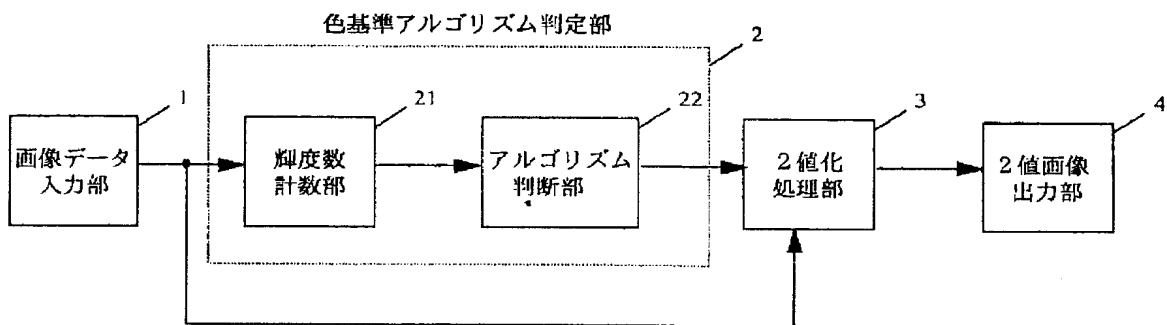 色基準アルゴリズム判定部
2
1
21
22
3
4
画像データ
入力部
輝度数
計数部
アルゴリズム
判断部
2値化
処理部
2値画像
出力部